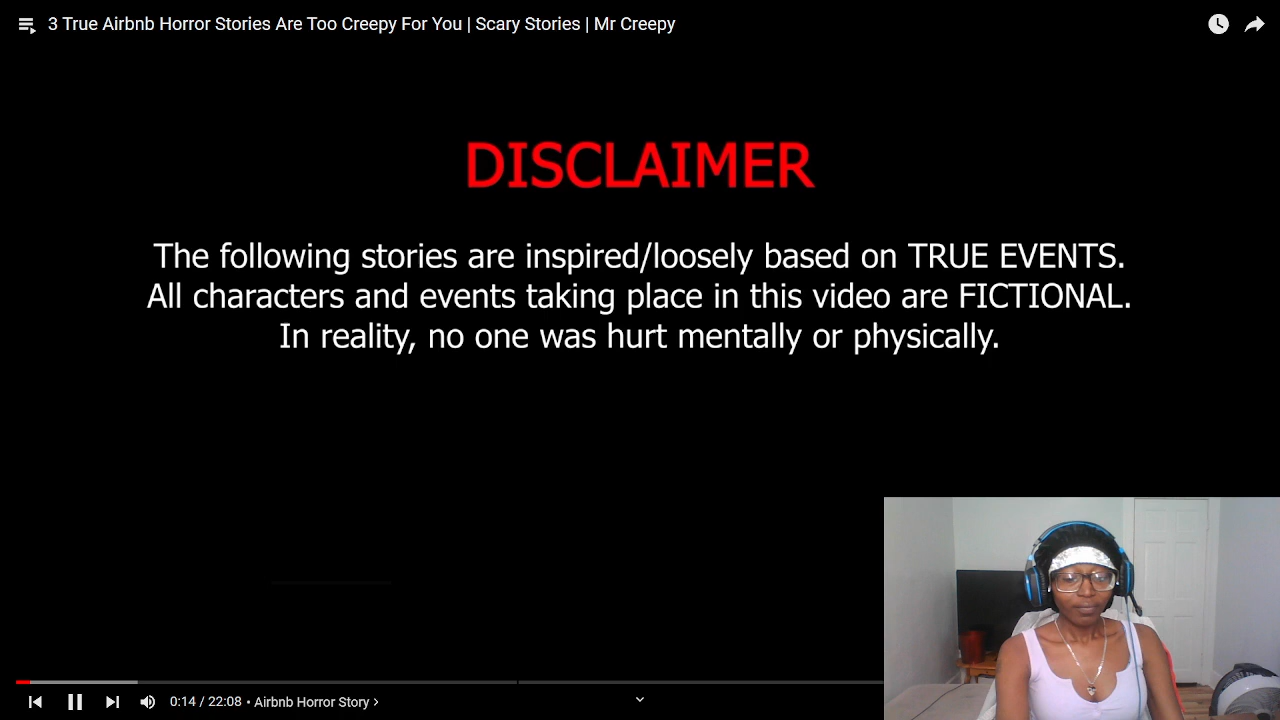 3 True Airbnb Horror Stories Are Too Creepy For You | Scary Stories | Mr Creepy
DISCLAIMER
The following stories are inspired/loosely based on TRUE EVENTS.
All characters and events taking place in this video are FICTIONAL.
In reality, no one was hurt mentally or physically.
0:14 / 22:08 • Airbnb Horror Story >